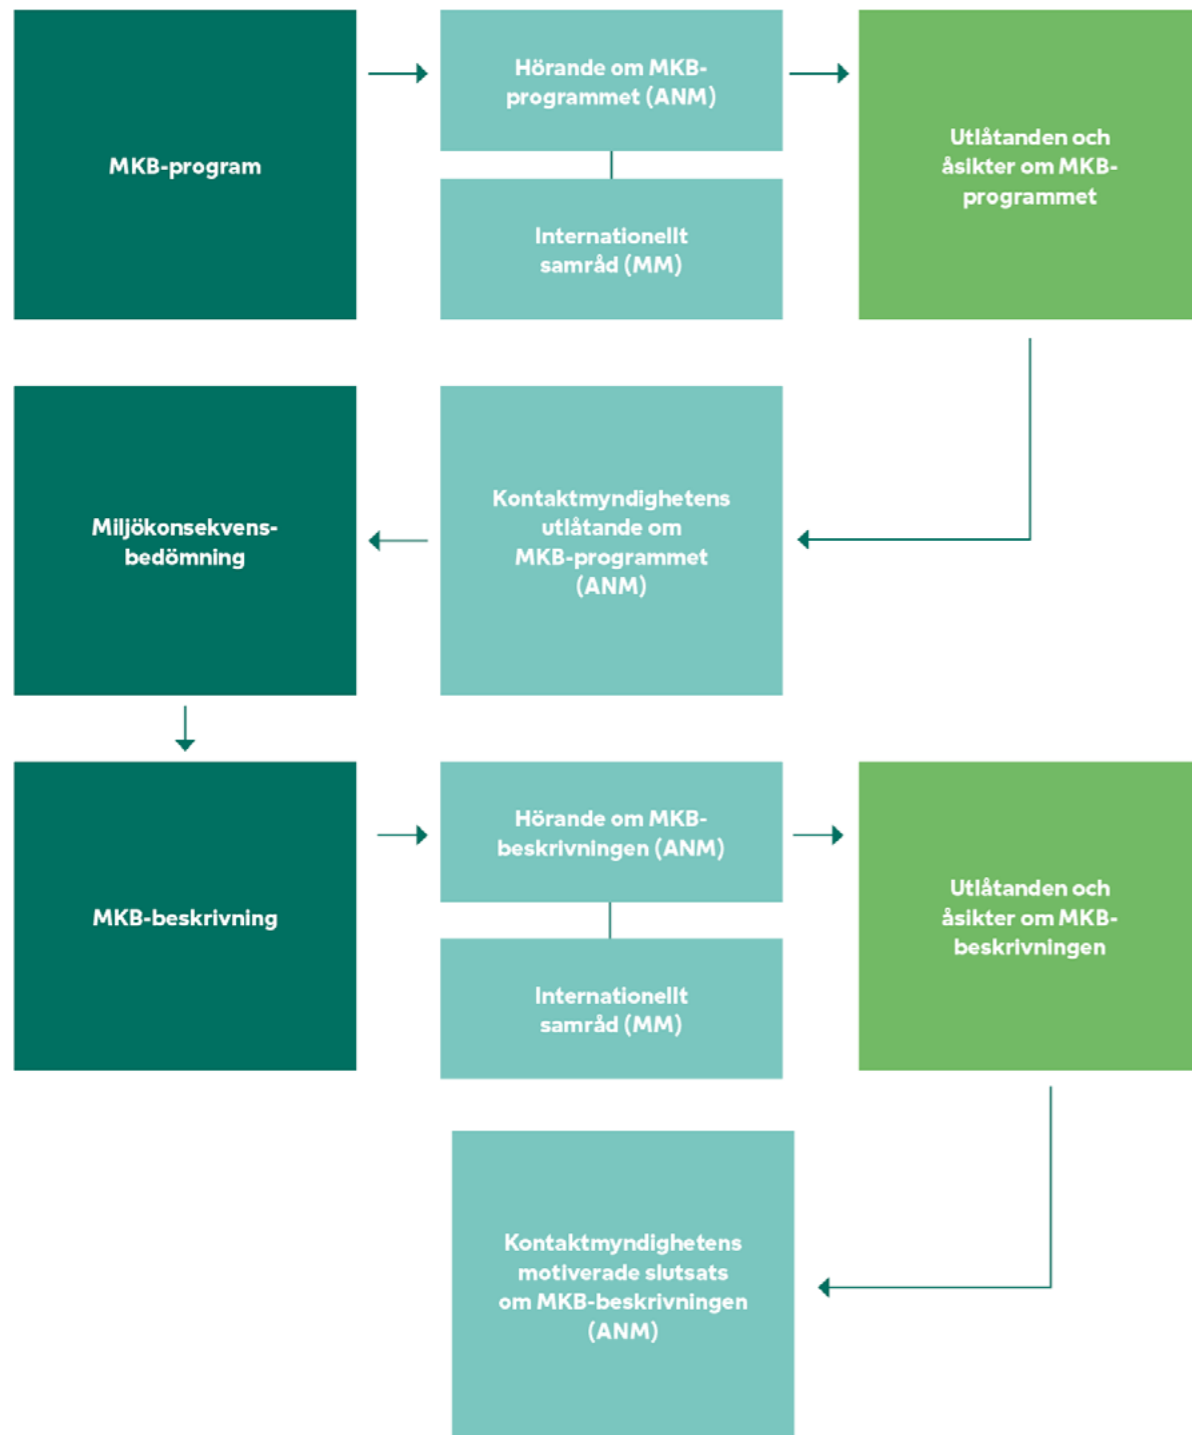 MKB-program
Hörande om MKB-
programmet (ANM)
Internationellt
samråd (MM)
Utlåtanden och
åsikter om MKB-
programmet
Miljökonsekvens-
bedömning
Kontaktmyndighetens
utlåtande om
MKB-programmet
(ANM)
MKB-beskrivning
Hörande om MKB-
beskrivningen (ANM)
Internationellt
samråd (MM)
Utlåtanden och
åsikter om MKB-
beskrivningen
Kontaktmyndighetens
motiverade slutsats
om MKB-beskrivningen
(ANM)